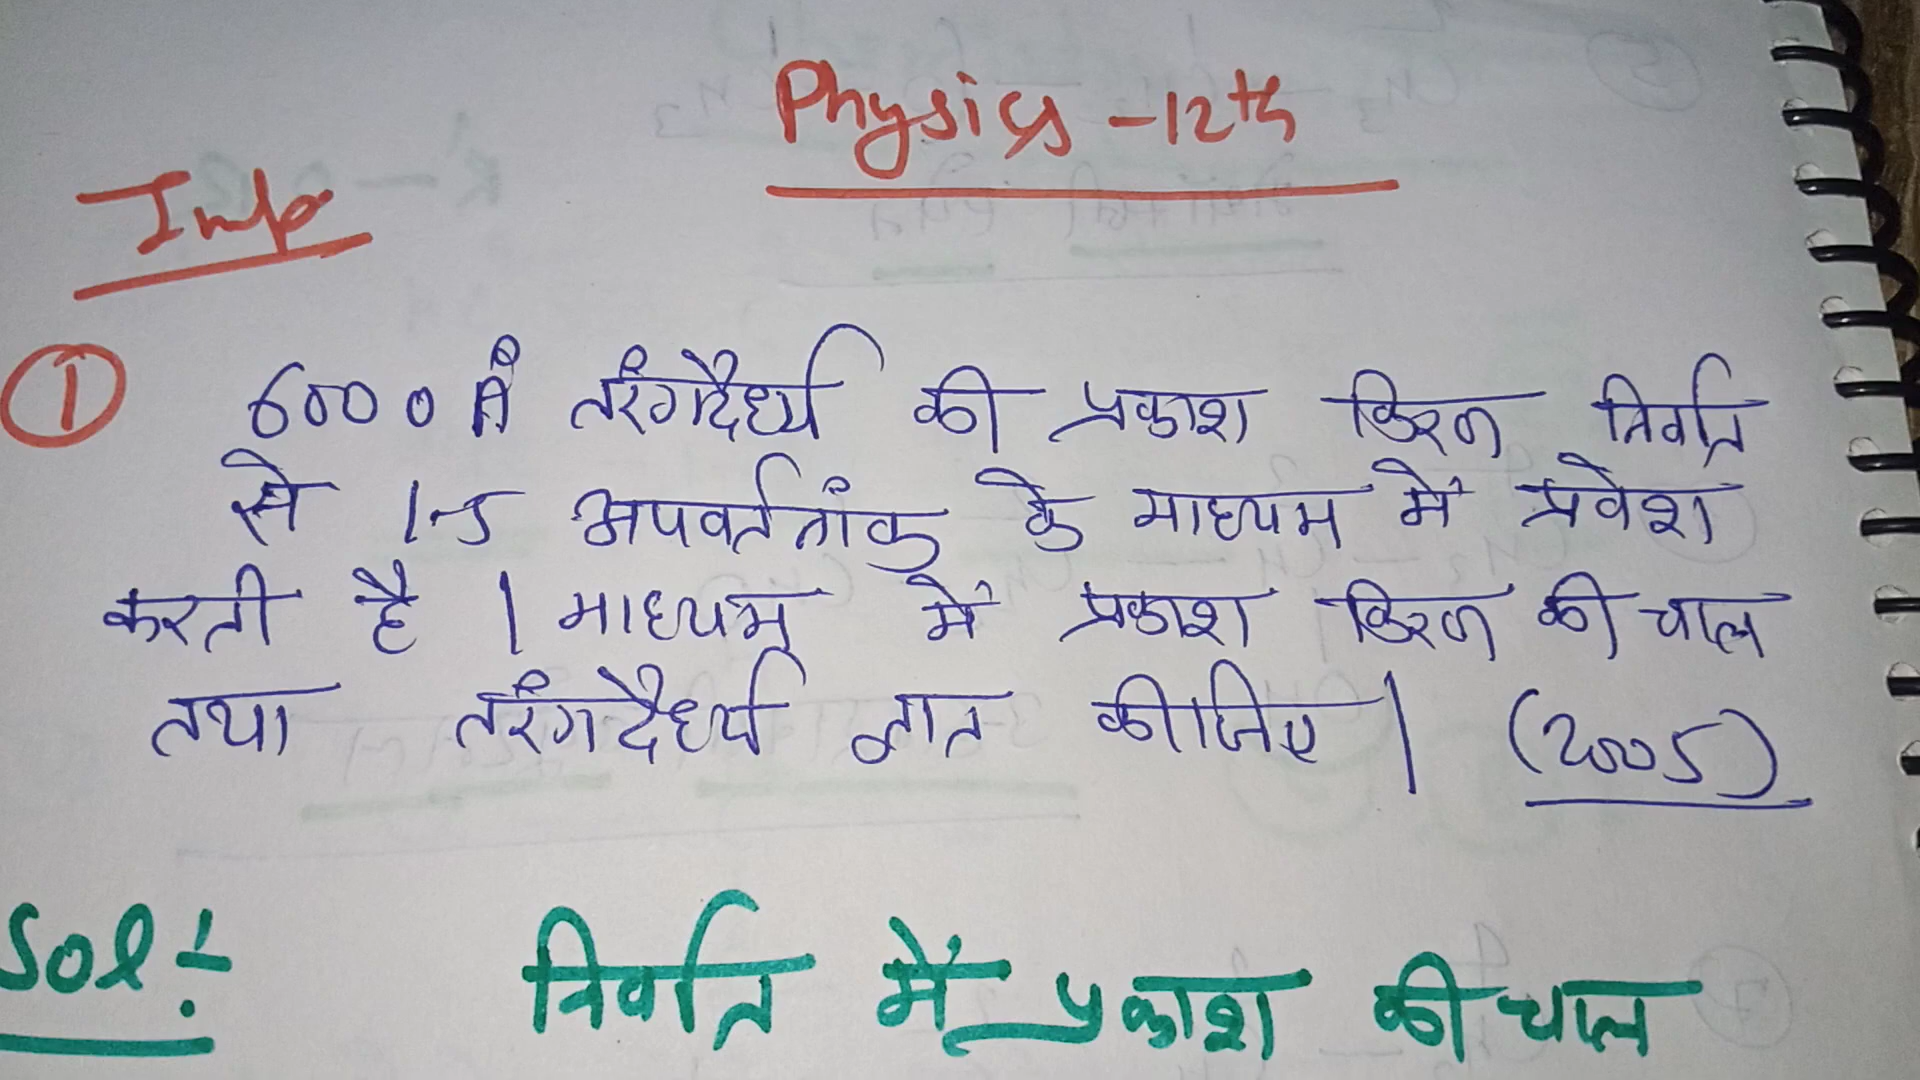 Physics - 12th
Imp
① 6000 Å तरंगदैर्ध्य की प्रकाश किरण निर्वात
से 1.5 अपवर्तनांक के माध्यम में प्रवेश
करती है । माध्यम में प्रकाश किरण की चाल
तथा तरंगदैर्ध्य ज्ञात कीजिए । (2005)
Sol :- निर्वात में प्रकाश की चाल